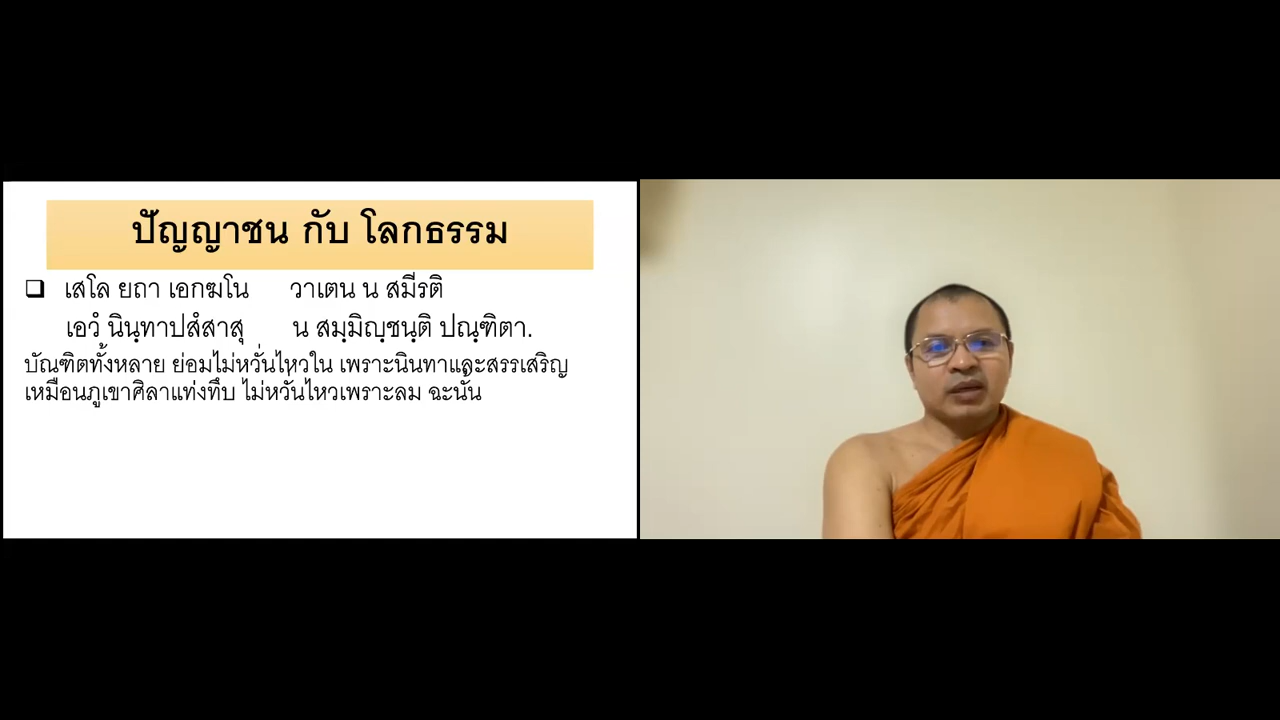 ปัญญาชน กับ โลกธรรม
❑ เสโล ยถา เอกฆโน วาเตน น สมีรติ
เอวํ นินฺทาปสํสาสุ น สมฺมิญฺชนฺติ ปณฺฑิตา.
บัณฑิตทั้งหลาย ย่อมไม่หวั่นไหวใน เพราะนินทาและสรรเสริญ
เหมือนภูเขาศิลาแท่งทึบ ไม่หวั่นไหวเพราะลม ฉะนั้น